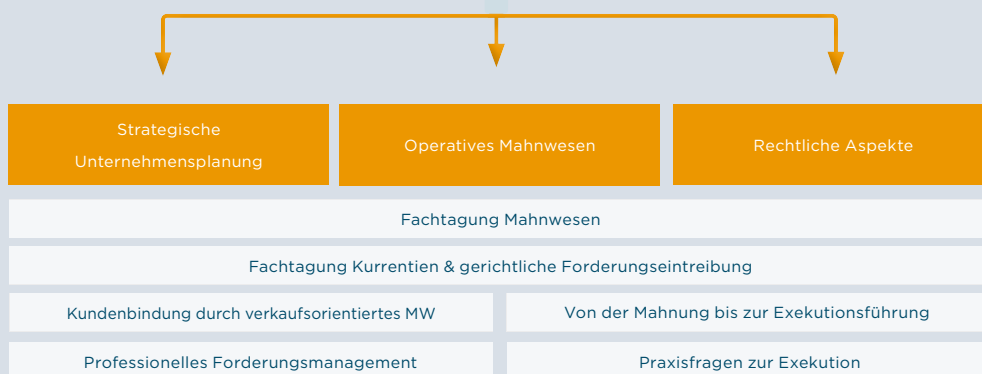 Strategische
Unternehmensplanung
Operatives Mahnwesen
Rechtliche Aspekte
Fachtagung Mahnwesen
Fachtagung Kurrentien & gerichtliche Forderungseintreibung
Kundenbindung durch verkaufsorientiertes MW
Von der Mahnung bis zur Exekutionsführung
Professionelles Forderungsmanagement
Praxisfragen zur Exekution